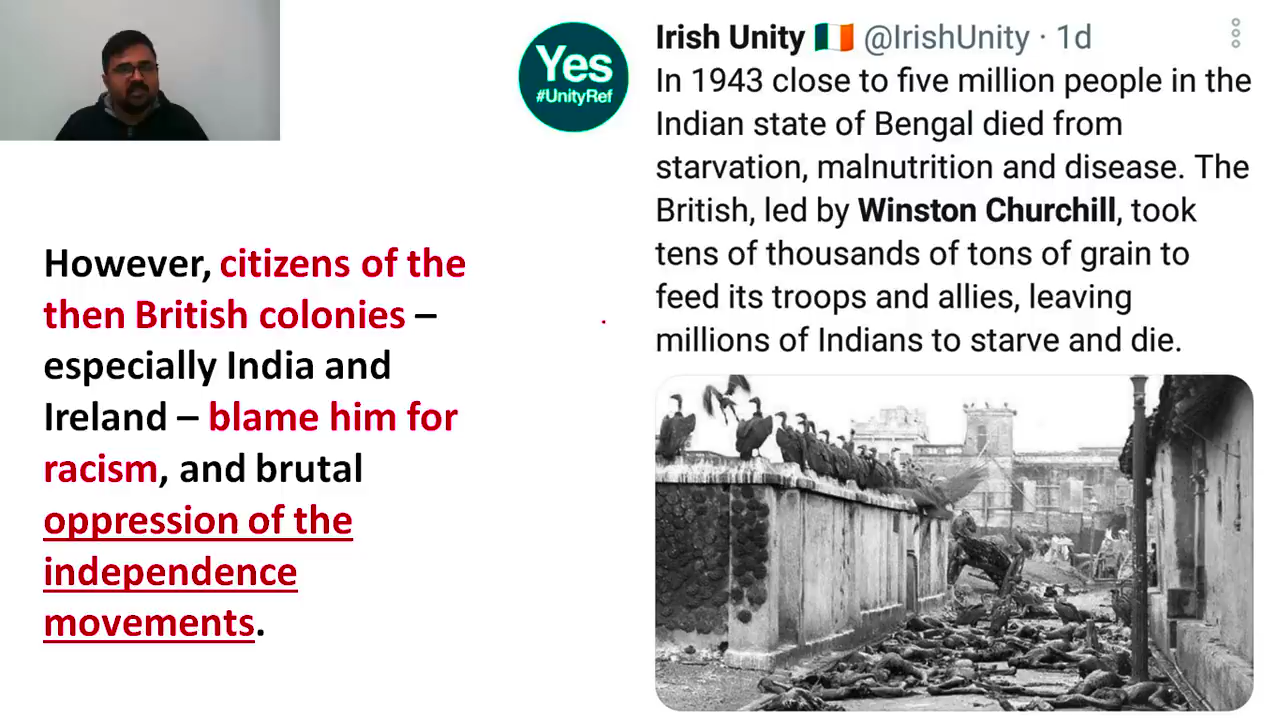 However, citizens of the
then British colonies –
especially India and
Ireland – blame him for
racism, and brutal
oppression of the
independence
movements.
Yes
#UnityRef
Irish Unity 🇮🇪 @IrishUnity · 1d
In 1943 close to five million people in the
Indian state of Bengal died from
starvation, malnutrition and disease. The
British, led by Winston Churchill, took
tens of thousands of tons of grain to
feed its troops and allies, leaving
millions of Indians to starve and die.